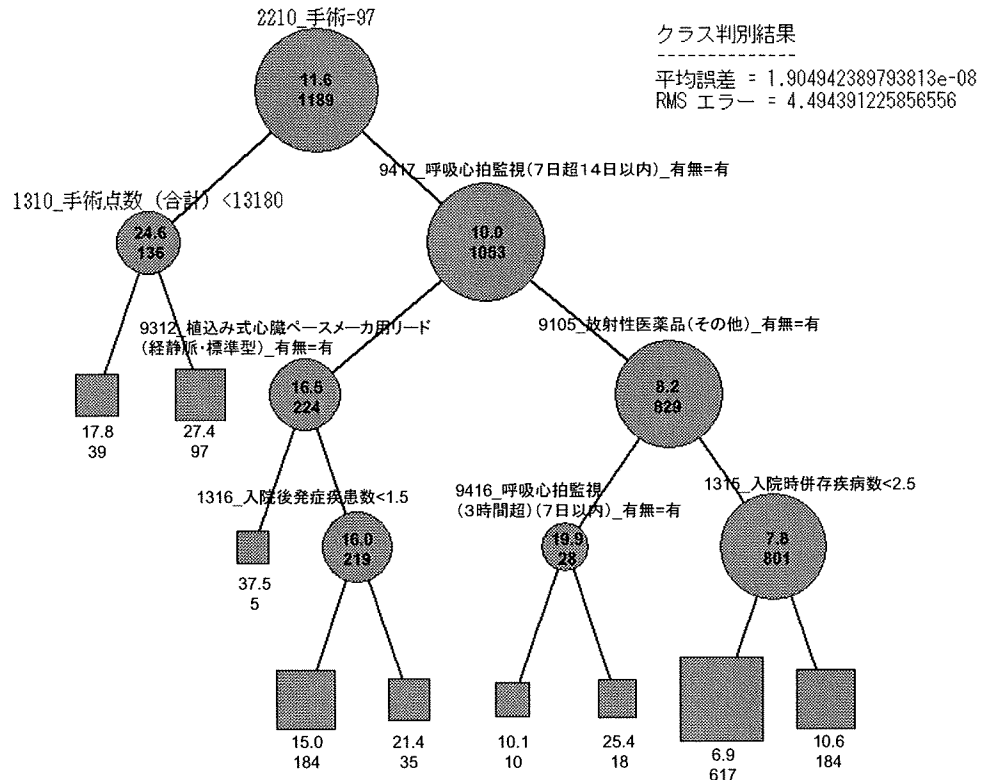 2210_手術=97
クラス判別結果
--------------
平均誤差 = 1.904942389793813e-08
RMS エラー = 4.494391225856556
11.6
1189
9417_呼吸心拍監視(7日超14日以内)_有無=有
1310_手術点数 (合計) <13180
24.6
136
10.0
1053
9312_植込み式心臓ペースメーカ用リード
(経静脈・標準型)_有無=有
9105_放射性医薬品(その他)_有無=有
17.8
39
27.4
97
16.5
224
8.2
829
1316_入院後発症疾患数<1.5
9416_呼吸心拍監視
(3時間超)(7日以内)_有無=有
1315_入院時併存疾病数<2.5
37.5
5
16.0
219
19.9
28
7.8
801
15.0
184
21.4
35
10.1
10
25.4
18
6.9
617
10.6
184